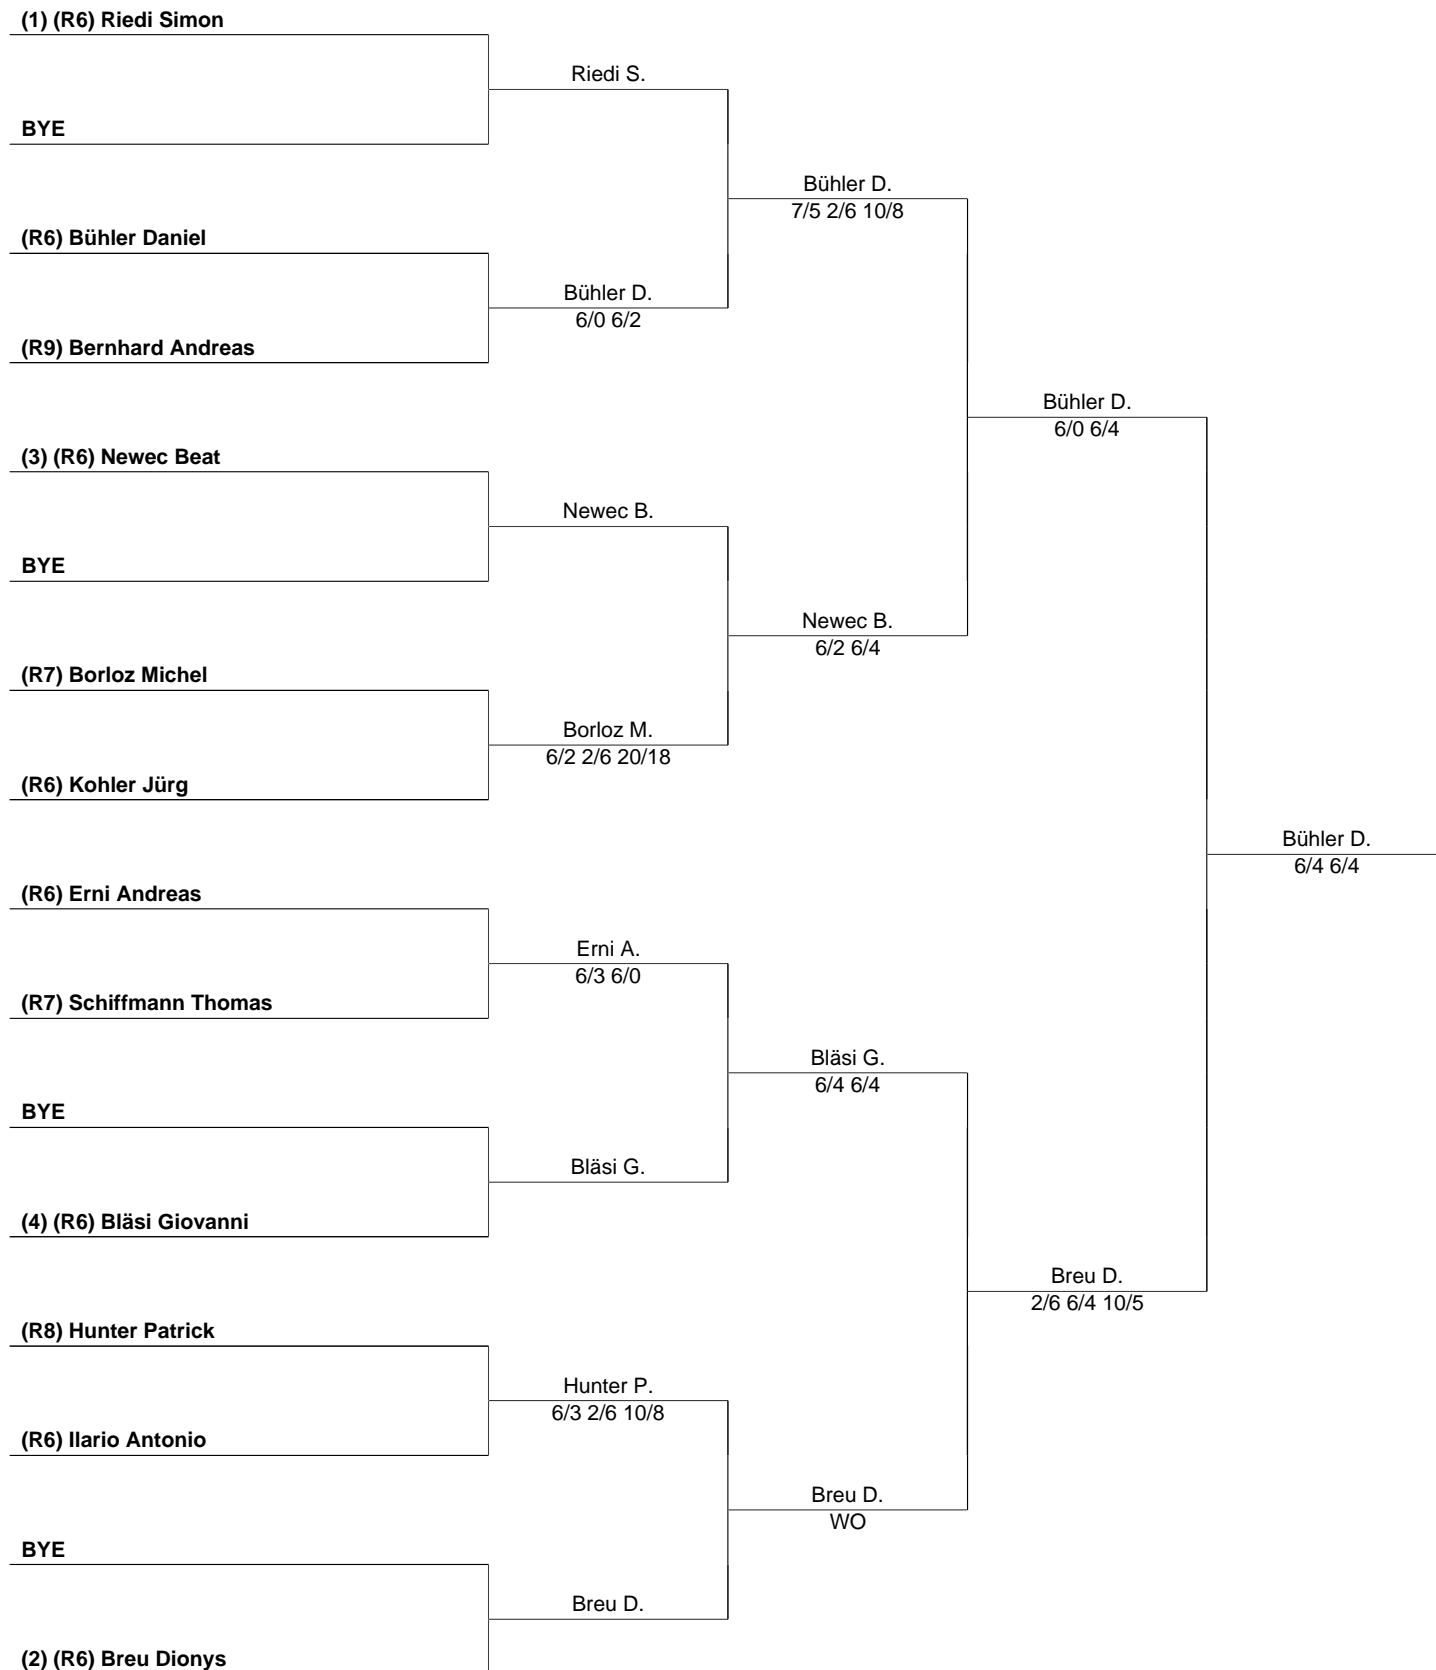 (1) (R6) Riedi Simon
Riedi S.
BYE
Bühler D.
7/5 2/6 10/8
(R6) Bühler Daniel
Bühler D.
6/0 6/2
(R9) Bernhard Andreas
Bühler D.
6/0 6/4
(3) (R6) Newec Beat
Newec B.
BYE
Newec B.
6/2 6/4
(R7) Borloz Michel
Borloz M.
6/2 2/6 20/18
(R6) Kohler Jürg
Bühler D.
6/4 6/4
(R6) Erni Andreas
Erni A.
6/3 6/0
(R7) Schiffmann Thomas
Bläsi G.
6/4 6/4
BYE
Bläsi G.
(4) (R6) Bläsi Giovanni
Breu D.
2/6 6/4 10/5
(R8) Hunter Patrick
Hunter P.
6/3 2/6 10/8
(R6) Ilario Antonio
Breu D.
WO
BYE
Breu D.
(2) (R6) Breu Dionys